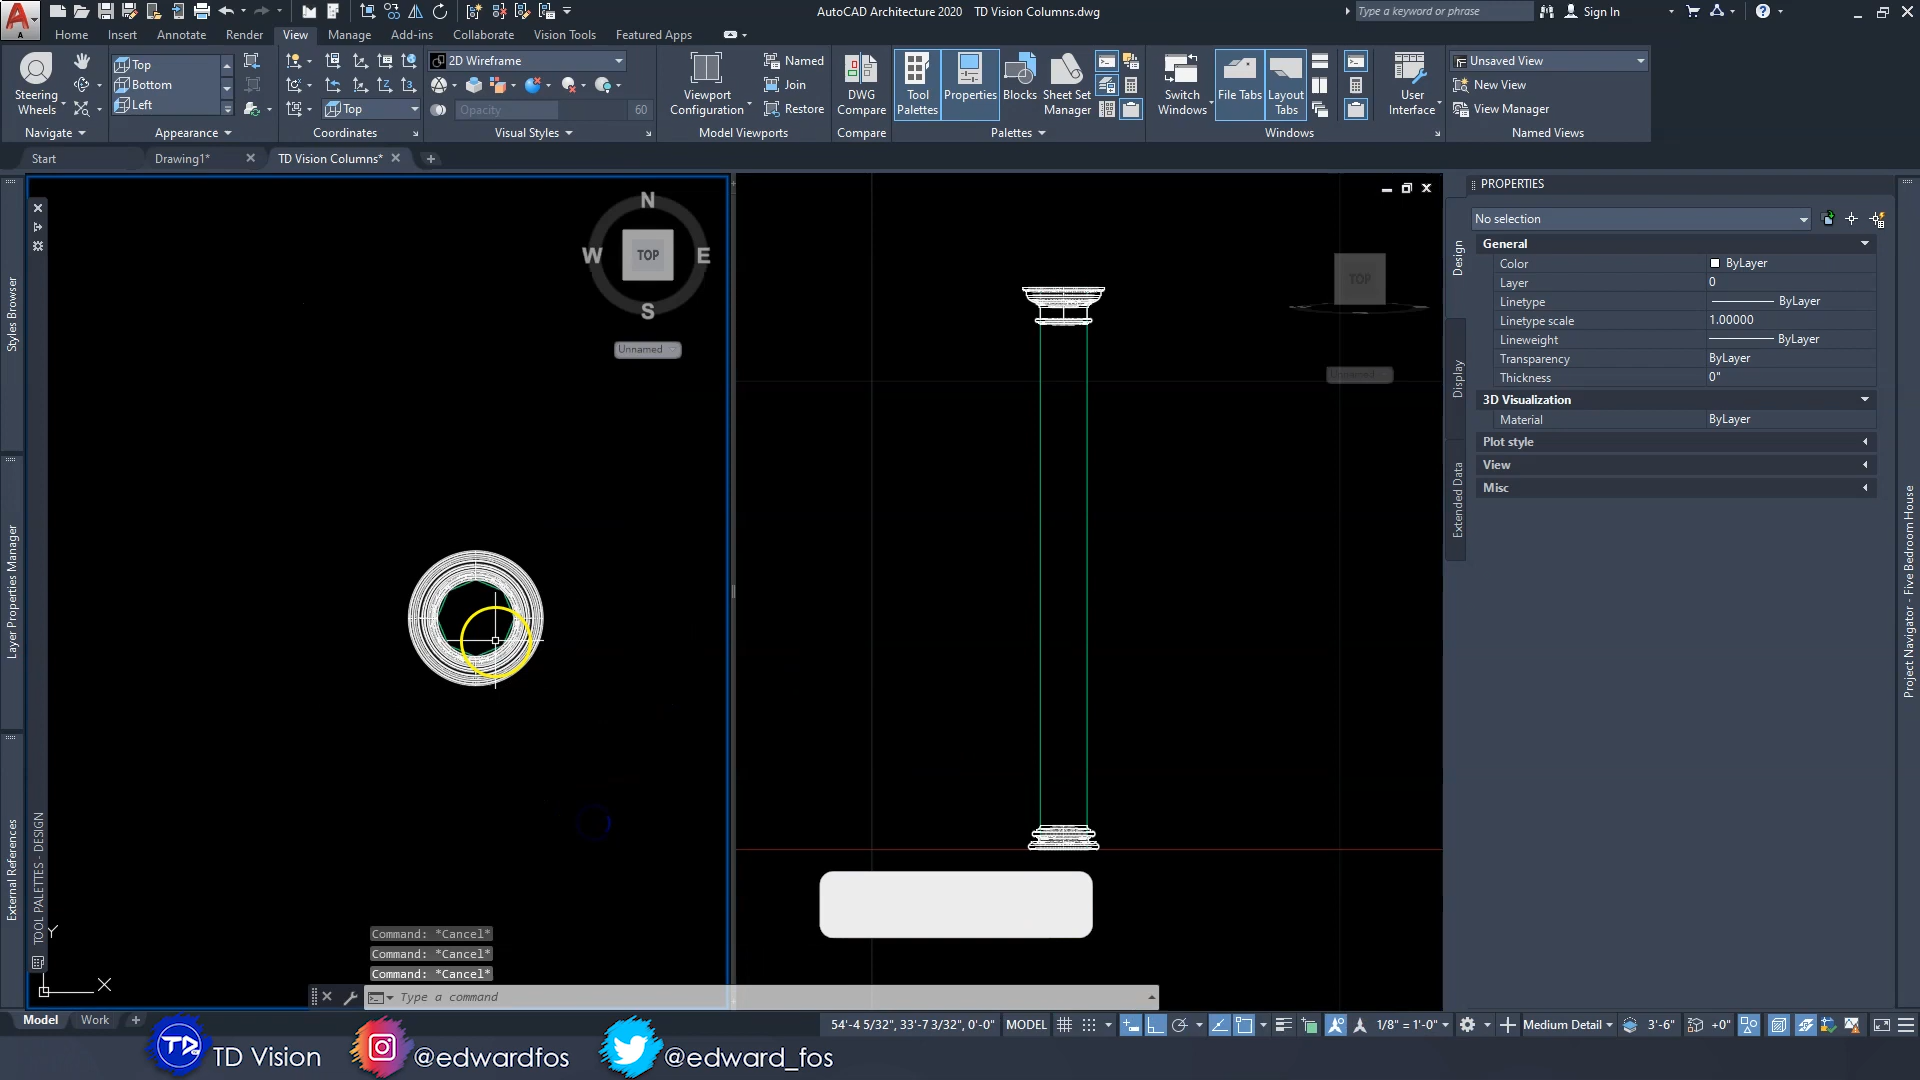 AutoCAD Architecture 2020 TD Vision Columns.dwg
Type a keyword or phrase
Sign In
A
Home Insert Annotate Render View Manage Add-ins Collaborate Vision Tools Featured Apps
Steering
Wheels
Navigate
Top
Bottom
Left
Appearance
Top
Coordinates
2D Wireframe
Opacity 60
Visual Styles
Viewport
Configuration
Named
Join
Restore
Model Viewports
DWG
Compare
Compare
Tool
Palettes
Properties
Blocks
Sheet Set
Manager
Palettes
Switch
Windows
File Tabs
Layout
Tabs
Windows
User
Interface
Unsaved View
New View
View Manager
Named Views
Start Drawing1* TD Vision Columns*
Styles Browser
Layer Properties Manager
External References
TOOL PALETTES - DESIGN
N
W TOP E
S
Unnamed
TOP
Unnamed
Y
X
PROPERTIES
No selection
Design
Display
Extended Data
General
Color ByLayer
Layer 0
Linetype ByLayer
Linetype scale 1.00000
Lineweight ByLayer
Transparency ByLayer
Thickness 0"
3D Visualization
Material ByLayer
Plot style
View
Misc
Project Navigator - Five Bedroom House
Command: *Cancel*
Command: *Cancel*
Command: *Cancel*
Type a command
Model Work
54'-4 5/32", 33'-7 3/32", 0'-0" MODEL 1/8" = 1'-0" Medium Detail 3'-6" +0"
TD TD Vision @edwardfos @edward_fos